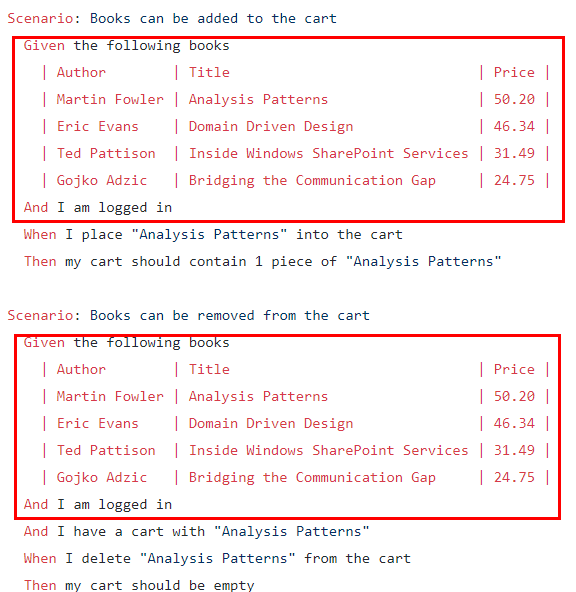 Scenario: Books can be added to the cart
Given the following books
| Author | Title | Price |
| Martin Fowler | Analysis Patterns | 50.20 |
| Eric Evans | Domain Driven Design | 46.34 |
| Ted Pattison | Inside Windows SharePoint Services | 31.49 |
| Gojko Adzic | Bridging the Communication Gap | 24.75 |
And I am logged in
When I place "Analysis Patterns" into the cart
Then my cart should contain 1 piece of "Analysis Patterns"
Scenario: Books can be removed from the cart
Given the following books
| Author | Title | Price |
| Martin Fowler | Analysis Patterns | 50.20 |
| Eric Evans | Domain Driven Design | 46.34 |
| Ted Pattison | Inside Windows SharePoint Services | 31.49 |
| Gojko Adzic | Bridging the Communication Gap | 24.75 |
And I am logged in
And I have a cart with "Analysis Patterns"
When I delete "Analysis Patterns" from the cart
Then my cart should be empty